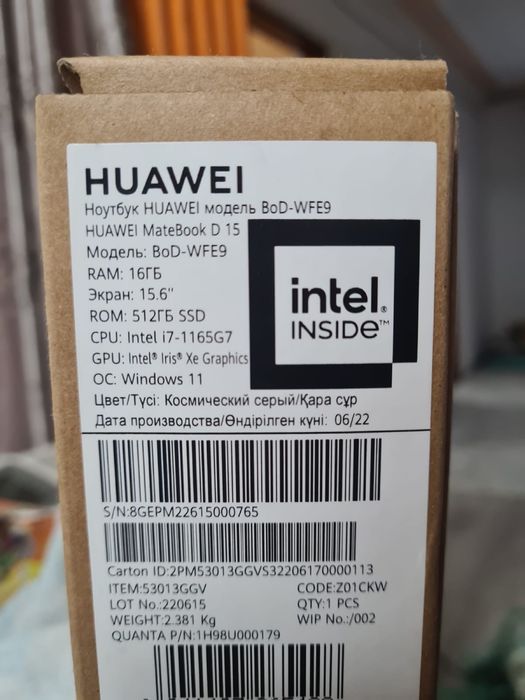 HUAWEI
Ноутбук HUAWEI модель BoD-WFE9
HUAWEI MateBook D 15
Модель: BoD-WFE9
RAM: 16ГБ
Экран: 15.6"
ROM: 512ГБ SSD
CPU: Intel i7-1165G7
GPU: Intel® Iris® Xe Graphics
ОС: Windows 11
intel®
INSIDE™
Цвет/Түсі: Космический серый/Қара сұр
Дата производства/Өндірілген күні: 06/22
S/N:8GEPM22615000765
Carton ID:2PM53013GGVS32206170000113
ITEM:53013GGV CODE:Z01CKW
LOT No.:220615 QTY:1 PCS
WEIGHT:2.381 Kg WIP No.:/002
QUANTA P/N:1H98U000179